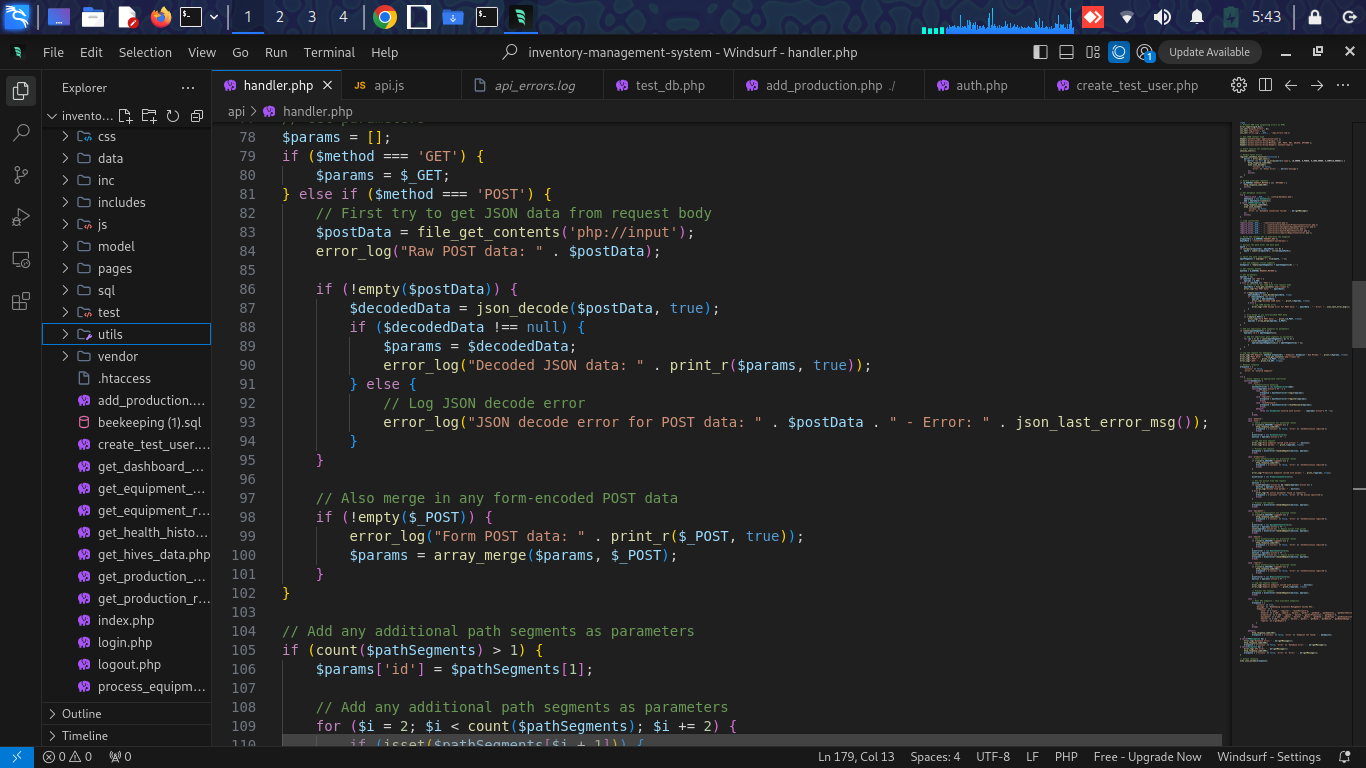 1 2 3 4 5:43
File Edit Selection View Go Run Terminal Help inventory-management-system - Windsurf - handler.php 1 Update Available
Explorer ... handler.php JS api.js api_errors.log test_db.php add_production.php ./ auth.php create_test_user.php
invento... api > handler.php
css
data
inc
includes
js
model
pages
sql
test
utils
vendor
.htaccess
add_production....
beekeeping (1).sql
create_test_user....
get_dashboard_...
get_equipment_...
get_equipment_r...
get_health_histo...
get_hives_data.php
get_production_...
get_production_r...
index.php
login.php
logout.php
process_equipm...
Outline
Timeline
78 $params = [];
79 if ($method === 'GET') {
80 $params = $_GET;
81 } else if ($method === 'POST') {
82 // First try to get JSON data from request body
83 $postData = file_get_contents('php://input');
84 error_log("Raw POST data: " . $postData);
85
86 if (!empty($postData)) {
87 $decodedData = json_decode($postData, true);
88 if ($decodedData !== null) {
89 $params = $decodedData;
90 error_log("Decoded JSON data: " . print_r($params, true));
91 } else {
92 // Log JSON decode error
93 error_log("JSON decode error for POST data: " . $postData . " - Error: " . json_last_error_msg());
94 }
95 }
96
97 // Also merge in any form-encoded POST data
98 if (!empty($_POST)) {
99 error_log("Form POST data: " . print_r($_POST, true));
100 $params = array_merge($params, $_POST);
101 }
102 }
103
104 // Add any additional path segments as parameters
105 if (count($pathSegments) > 1) {
106 $params['id'] = $pathSegments[1];
107
108 // Add any additional path segments as parameters
109 for ($i = 2; $i < count($pathSegments); $i += 2) {
110 if (isset($pathSegments[$i + 1])) {
0 0 0 Ln 179, Col 13 Spaces: 4 UTF-8 LF PHP Free - Upgrade Now Windsurf - Settings